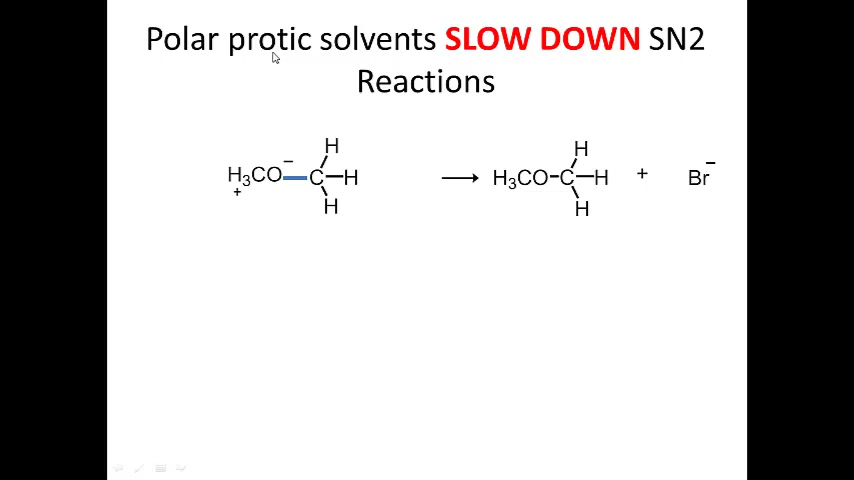 Polar protic solvents SLOW DOWN SN2
Reactions
H
H₃CO⁻ C H
+
H
H
H₃CO C H + Br⁻
H